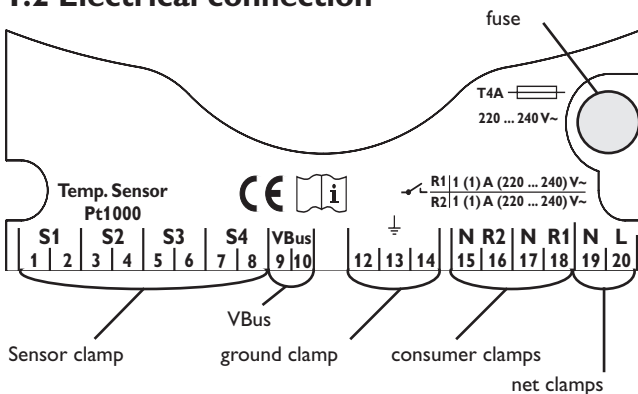 1.2 Electrical connection
fuse
T4A
220 ... 240 V~
Temp. Sensor
Pt1000
CE i
R1 1 (1) A (220 ... 240) V~
R2 1 (1) A (220 ... 240) V~
S1 S2 S3 S4 VBus N R2 N R1 N L
1 2 3 4 5 6 7 8 9 10 12 13 14 15 16 17 18 19 20
VBus
Sensor clamp ground clamp consumer clamps
net clamps